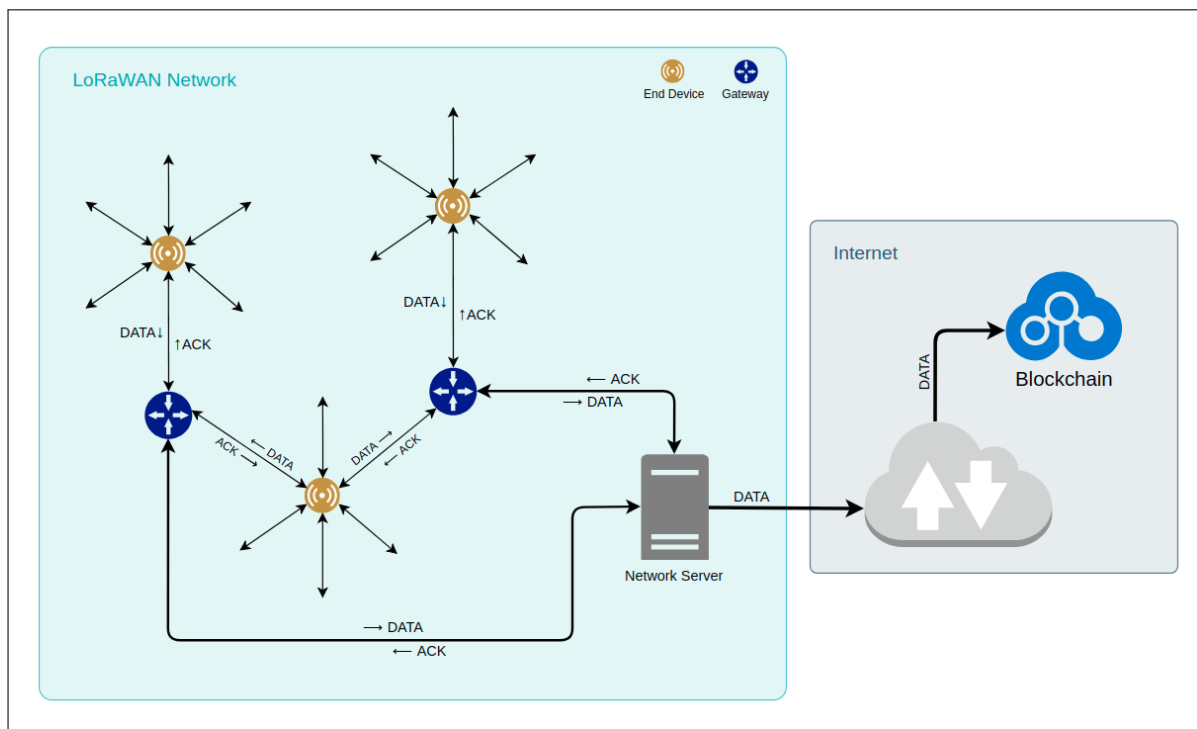 LoRaWAN Network
End Device
Gateway
Internet
DATA↓
↑ACK
DATA↓
↑ACK
DATA
Blockchain
⟵ ACK
⟶ DATA
⟵ DATA
ACK ⟶
DATA ⟶
⟵ ACK
DATA
Network Server
⟶ DATA
⟵ ACK